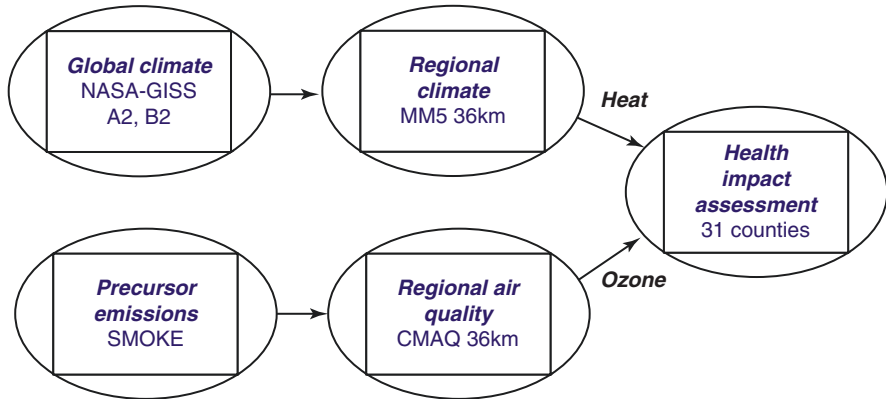 Global climate
NASA-GISS
A2, B2
Regional
climate
MM5 36km
Heat
Health
impact
assessment
31 counties
Precursor
emissions
SMOKE
Regional air
quality
CMAQ 36km
Ozone